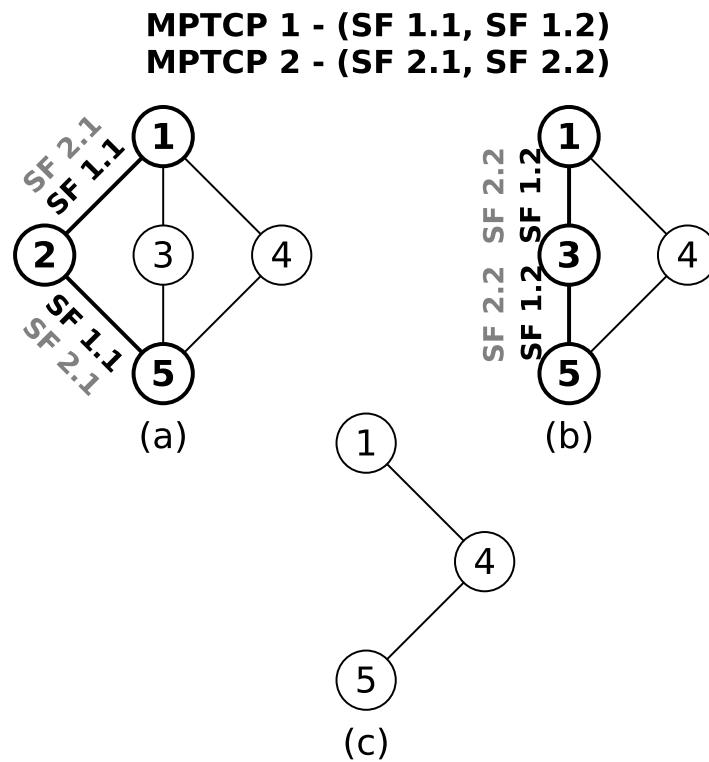 MPTCP 1 - (SF 1.1, SF 1.2)
MPTCP 2 - (SF 2.1, SF 2.2)
SF 2.1
SF 1.1
1
2
3
4
SF 1.1
SF 2.1
5
(a)
SF 2.2
SF 1.2
1
3
4
SF 2.2
SF 1.2
5
(b)
1
4
5
(c)